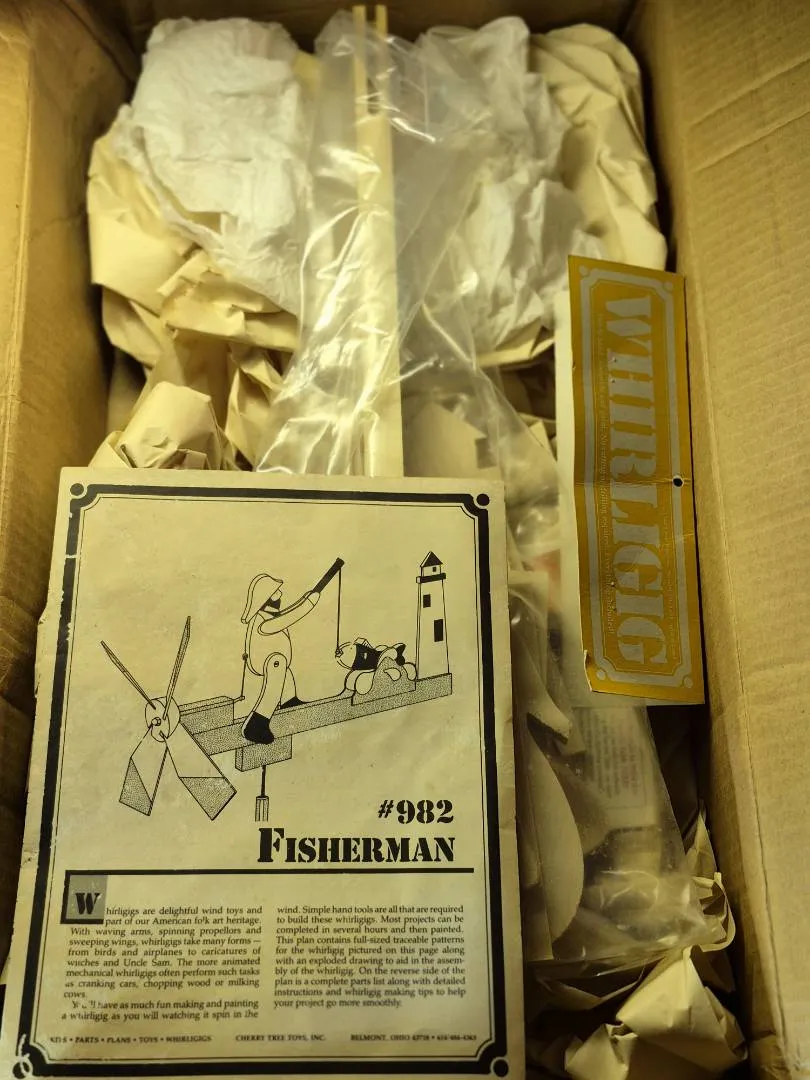 WHIRLIGIG
#982
FISHERMAN
Whirligigs are delightful wind toys and
part of our American folk art heritage.
With waving arms, spinning propellors and
sweeping wings, whirligigs take many forms —
from birds and airplanes to caricatures of
witches and Uncle Sam. The more animated
mechanical whirligigs often perform such tasks
as cranking cars, chopping wood or milking
cows.
You'll have as much fun making and painting
a whirligig as you will watching it spin in the
wind. Simple hand tools are all that are required
to build these whirligigs. Most projects can be
completed in several hours and then painted.
This plan contains full-sized traceable patterns
for the whirligig pictured on this page along
with an exploded drawing to aid in the assem-
bly of the whirligig. On the reverse side of the
plan is a complete parts list along with detailed
instructions and whirligig making tips to help
your project go more smoothly.
• PARTS • PLANS • TOYS • WHIRLIGIGS CHERRY TREE TOYS, INC. BELMONT, OHIO 43718 • 614/484-4363